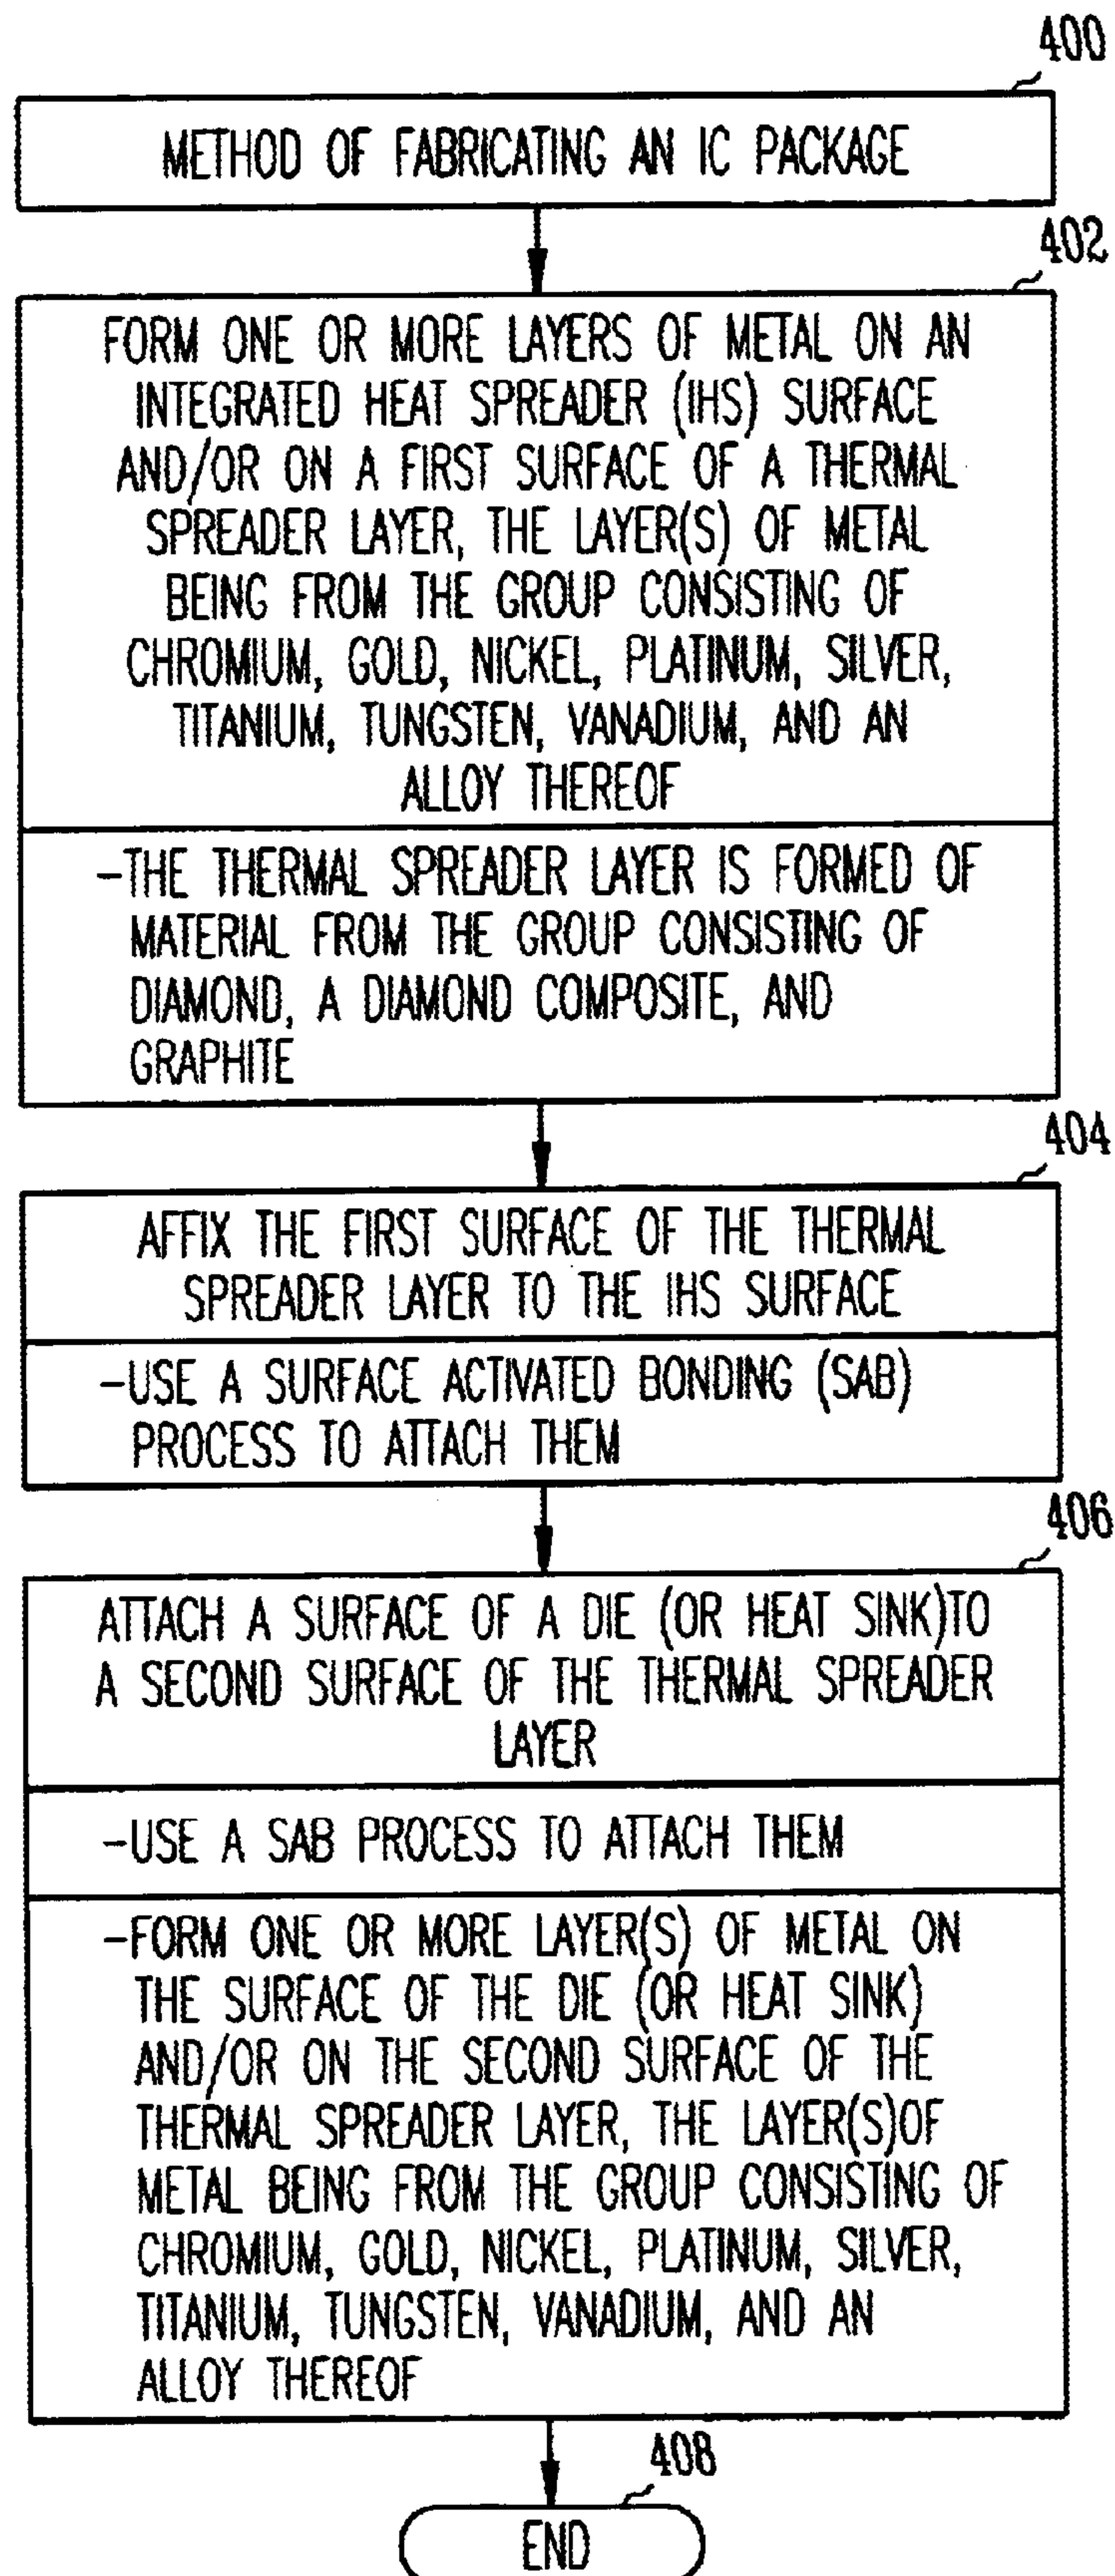 400
METHOD OF FABRICATING AN IC PACKAGE
402
FORM ONE OR MORE LAYERS OF METAL ON AN
INTEGRATED HEAT SPREADER (IHS) SURFACE
AND/OR ON A FIRST SURFACE OF A THERMAL
SPREADER LAYER, THE LAYER(S) OF METAL
BEING FROM THE GROUP CONSISTING OF
CHROMIUM, GOLD, NICKEL, PLATINUM, SILVER,
TITANIUM, TUNGSTEN, VANADIUM, AND AN
ALLOY THEREOF
-THE THERMAL SPREADER LAYER IS FORMED OF
MATERIAL FROM THE GROUP CONSISTING OF
DIAMOND, A DIAMOND COMPOSITE, AND
GRAPHITE
404
AFFIX THE FIRST SURFACE OF THE THERMAL
SPREADER LAYER TO THE IHS SURFACE
-USE A SURFACE ACTIVATED BONDING (SAB)
PROCESS TO ATTACH THEM
406
ATTACH A SURFACE OF A DIE (OR HEAT SINK)TO
A SECOND SURFACE OF THE THERMAL SPREADER
LAYER
-USE A SAB PROCESS TO ATTACH THEM
-FORM ONE OR MORE LAYER(S) OF METAL ON
THE SURFACE OF THE DIE (OR HEAT SINK)
AND/OR ON THE SECOND SURFACE OF THE
THERMAL SPREADER LAYER, THE LAYER(S)OF
METAL BEING FROM THE GROUP CONSISTING OF
CHROMIUM, GOLD, NICKEL, PLATINUM, SILVER,
TITANIUM, TUNGSTEN, VANADIUM, AND AN
ALLOY THEREOF
408
END